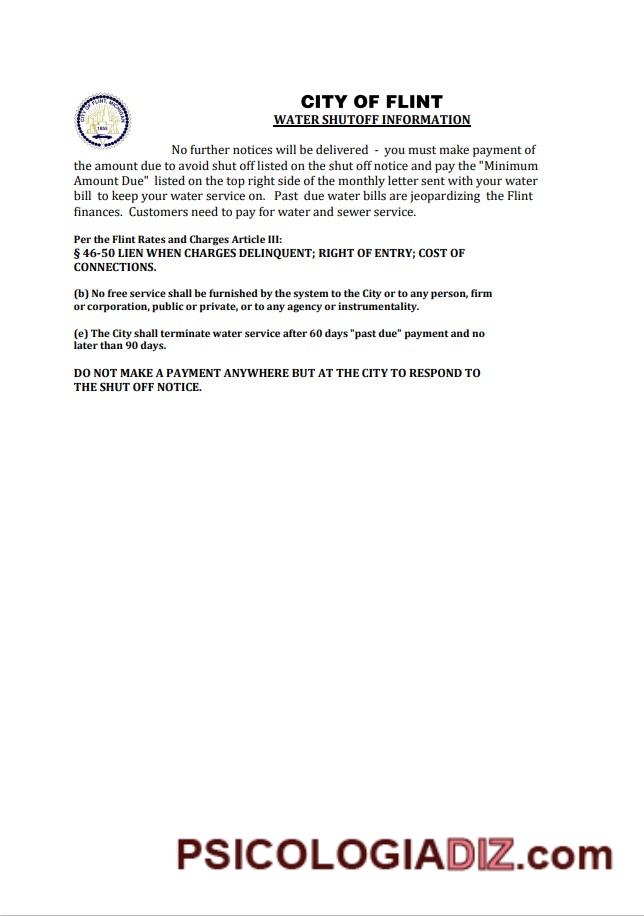 CITY OF FLINT, MICHIGAN
1855
CITY OF FLINT
WATER SHUTOFF INFORMATION
No further notices will be delivered - you must make payment of
the amount due to avoid shut off listed on the shut off notice and pay the "Minimum
Amount Due" listed on the top right side of the monthly letter sent with your water
bill to keep your water service on. Past due water bills are jeopardizing the Flint
finances. Customers need to pay for water and sewer service.
Per the Flint Rates and Charges Article III:
§ 46-50 LIEN WHEN CHARGES DELINQUENT; RIGHT OF ENTRY; COST OF
CONNECTIONS.
(b) No free service shall be furnished by the system to the City or to any person, firm
or corporation, public or private, or to any agency or instrumentality.
(e) The City shall terminate water service after 60 days "past due" payment and no
later than 90 days.
DO NOT MAKE A PAYMENT ANYWHERE BUT AT THE CITY TO RESPOND TO
THE SHUT OFF NOTICE.
PSICOLOGIADIZ.com